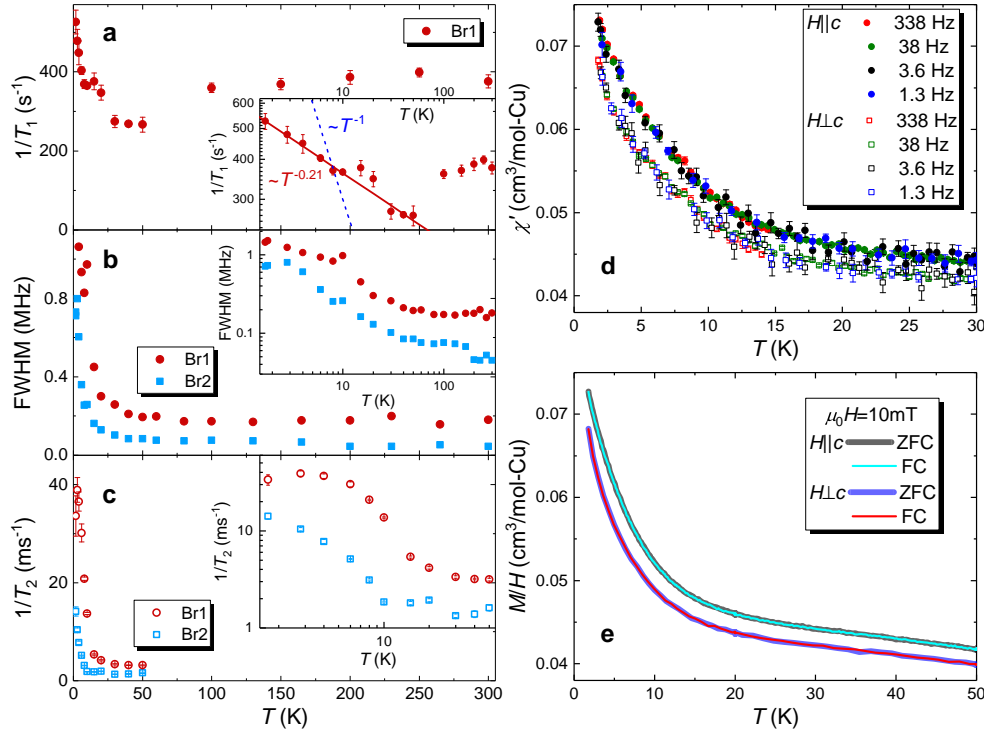 a
Br1
1/T1 (s-1)
400
200
0
600
500
400
300
1/T1 (s-1)
10
100
T (K)
~T-1
~T-0.21
b
FWHM (MHz)
0.8
0.4
0.0
Br1
Br2
FWHM (MHz)
1
0.1
10
100
T (K)
c
1/T2 (ms-1)
40
20
0
Br1
Br2
1/T2 (ms-1)
10
1
10
T (K)
0
50
100
150
200
250
300
T (K)
H||c
338 Hz
38 Hz
3.6 Hz
1.3 Hz
H⊥c
338 Hz
38 Hz
3.6 Hz
1.3 Hz
χ′ (cm3/mol-Cu)
0.07
0.06
0.05
0.04
d
0
5
10
15
20
25
30
T (K)
μ0H=10mT
H||c
ZFC
FC
H⊥c
ZFC
FC
M/H (cm3/mol-Cu)
0.07
0.06
0.05
0.04
e
0
10
20
30
40
50
T (K)